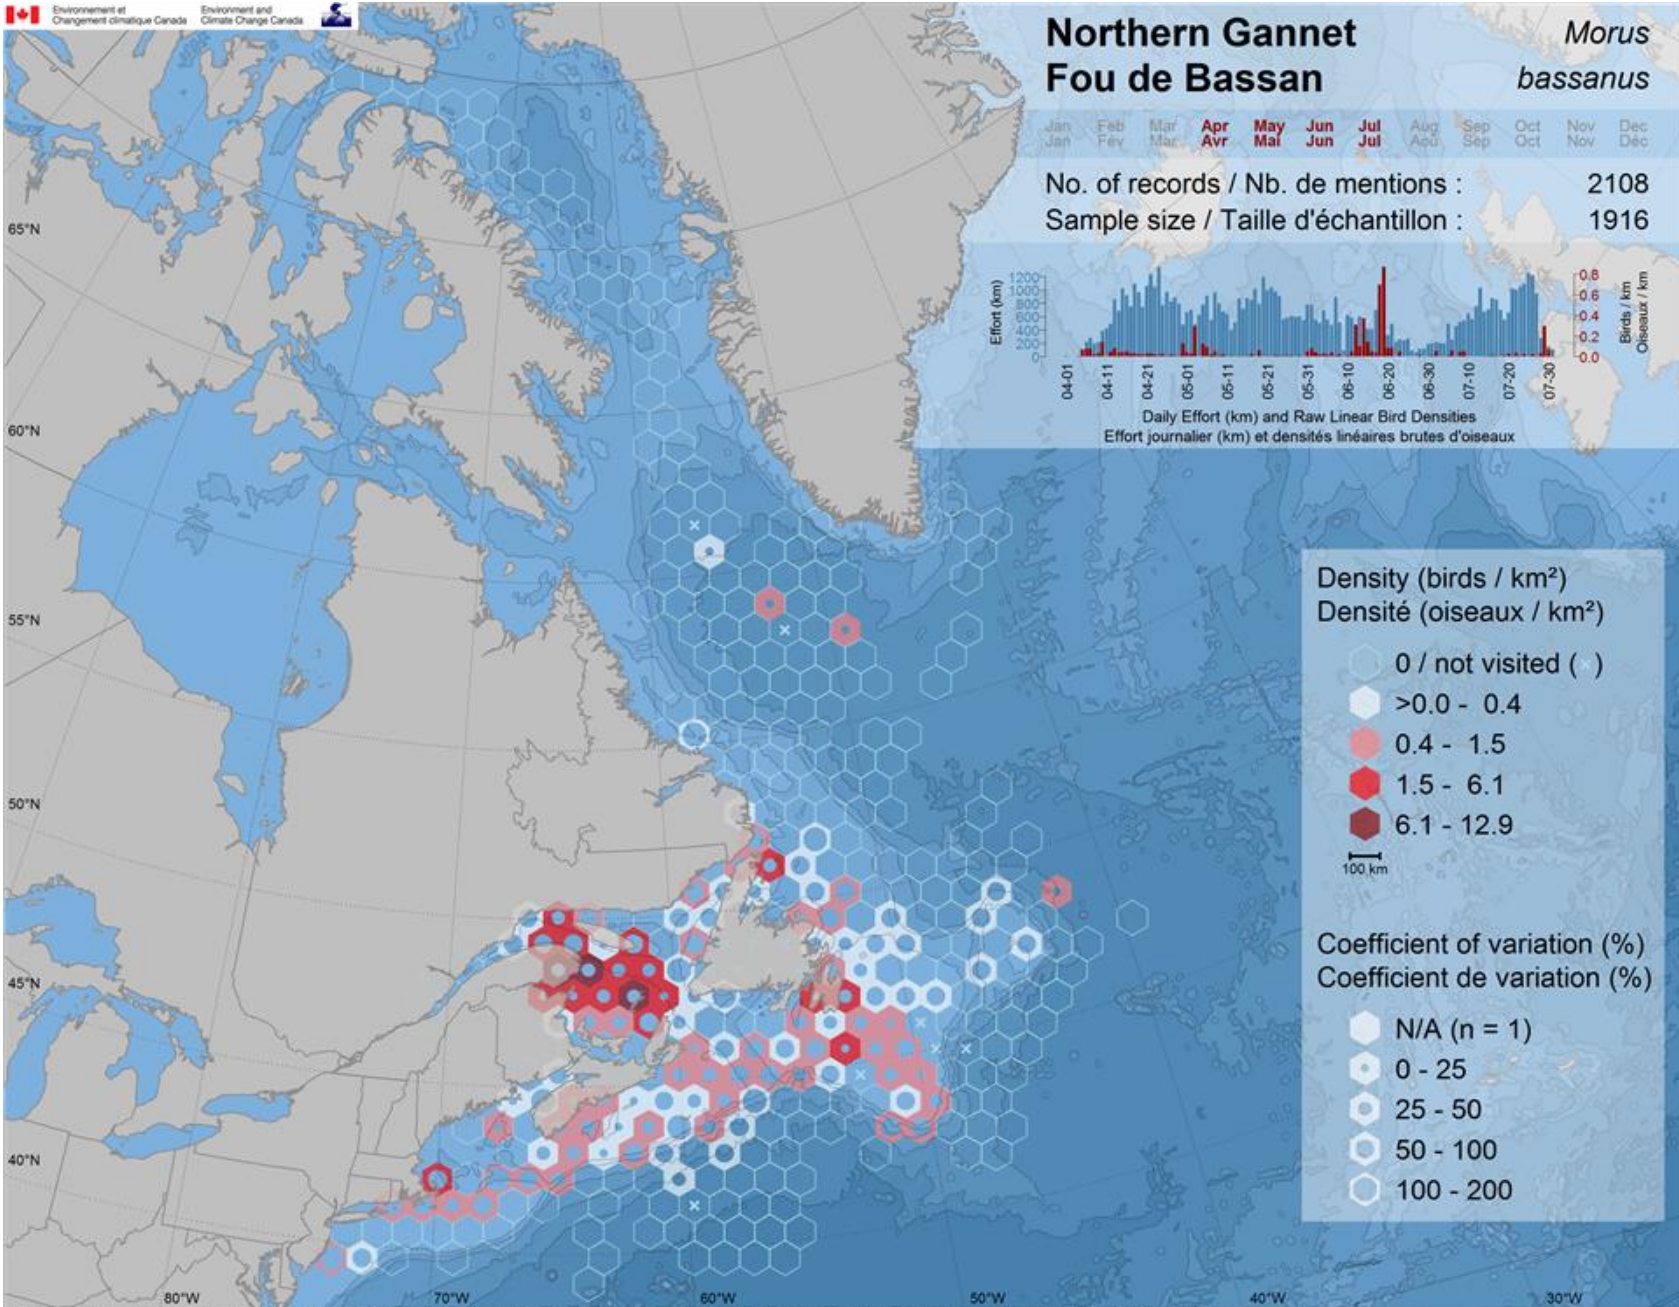 Environnement et
Changement climatique Canada
Environment and
Climate Change Canada
Northern Gannet
Fou de Bassan
Morus
bassanus
Jan Feb Mar Apr May Jun Jul Aug Sep Oct Nov Dec
Jan Fév Mar Avr Mai Jun Jul Aoû Sep Oct Nov Déc
No. of records / Nb. de mentions : 2108
Sample size / Taille d'échantillon : 1916
Effort (km)
1200
1000
800
600
400
200
0
0.8
0.6
0.4
0.2
0.0
Birds / km
Oiseaux / km
04-01 04-11 04-21 05-01 05-11 05-21 05-31 06-10 06-20 06-30 07-10 07-20 07-30
Daily Effort (km) and Raw Linear Bird Densities
Effort journalier (km) et densités linéaires brutes d'oiseaux
65°N
60°N
55°N
50°N
45°N
40°N
Density (birds / km²)
Densité (oiseaux / km²)
0 / not visited ( × )
>0.0 - 0.4
0.4 - 1.5
1.5 - 6.1
6.1 - 12.9
100 km
Coefficient of variation (%)
Coefficient de variation (%)
N/A (n = 1)
0 - 25
25 - 50
50 - 100
100 - 200
80°W 70°W 60°W 50°W 40°W 30°W